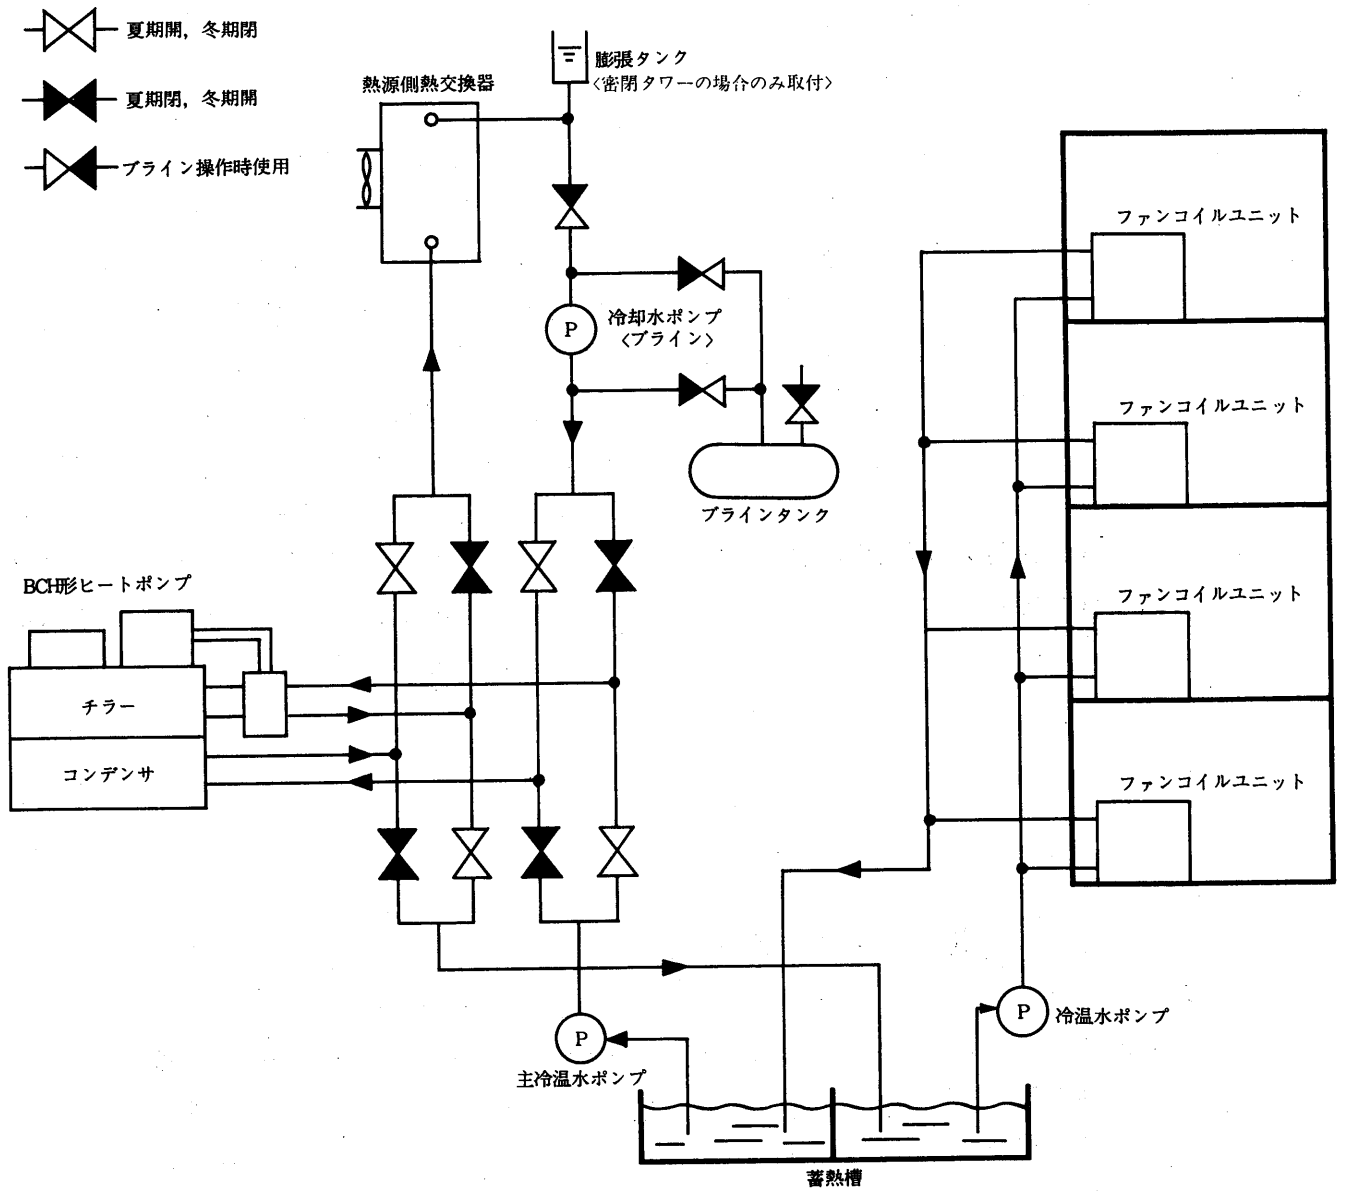 夏期開，冬期閉
夏期閉，冬期開
ブライン操作時使用
熱源側熱交換器
膨張タンク
〈密閉タワーの場合のみ取付〉
P
冷却水ポンプ
〈ブライン〉
ブラインタンク
BCH形ヒートポンプ
チラー
コンデンサ
ファンコイルユニット
ファンコイルユニット
ファンコイルユニット
ファンコイルユニット
P
主冷温水ポンプ
P
冷温水ポンプ
蓄熱槽